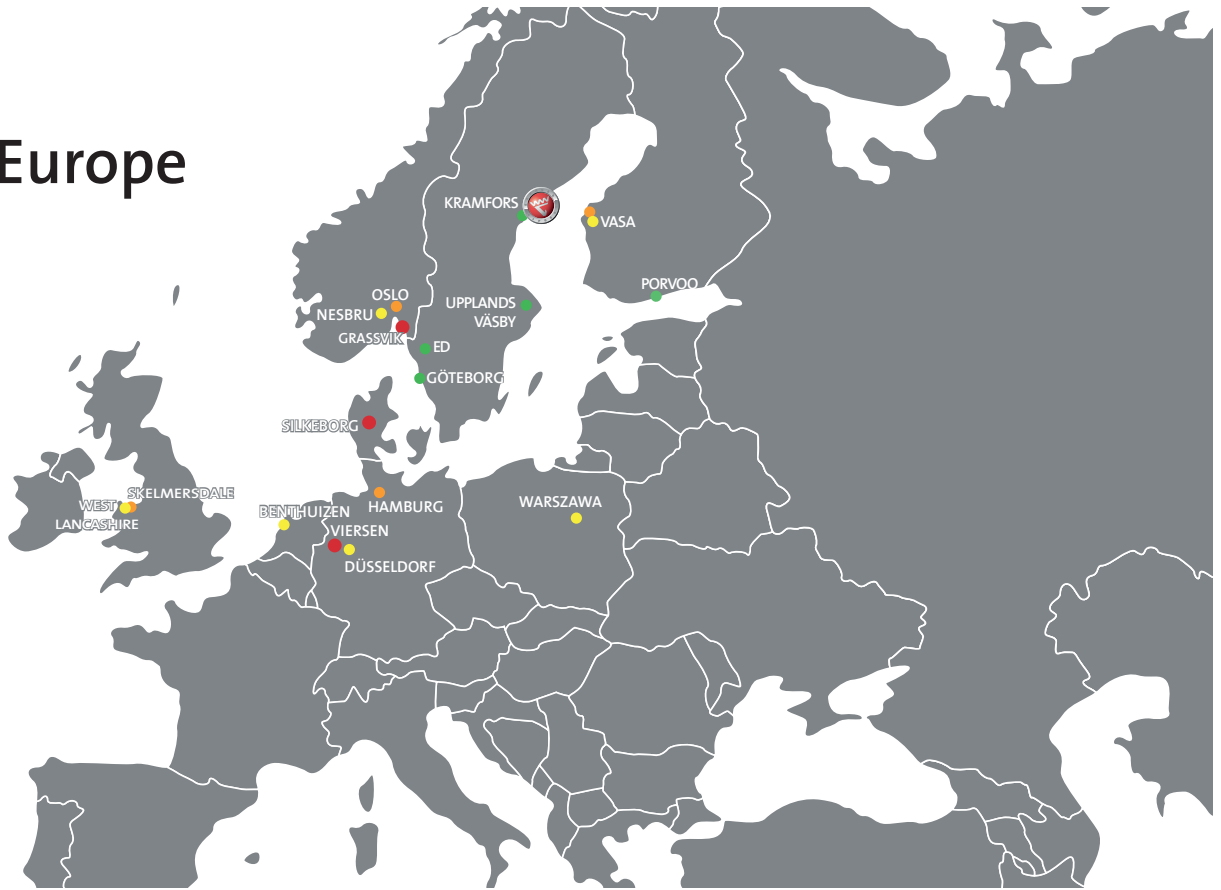 Europe
KRAMFORS
VASA
PORVOO
OSLO
NESBRU
GRASSVIK
UPPLANDS
VÄSBY
ED
GÖTEBORG
SILKEBORG
SKELMERSDALE
WEST
LANCASHIRE
BENTHUIZEN
HAMBURG
WARSZAWA
VIERSEN
DÜSSELDORF